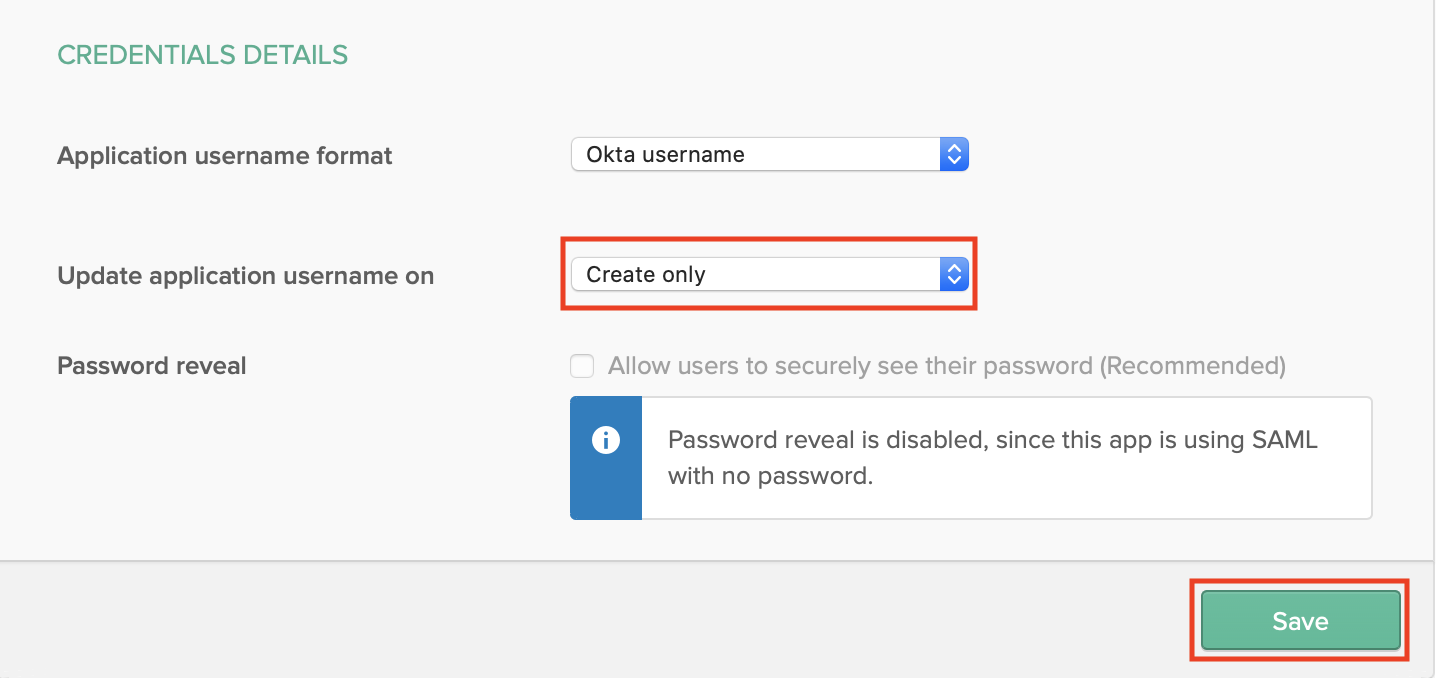 CREDENTIALS DETAILS
Application username format
Okta username
Update application username on
Create only
Password reveal
Allow users to securely see their password (Recommended)
Password reveal is disabled, since this app is using SAML
with no password.
Save